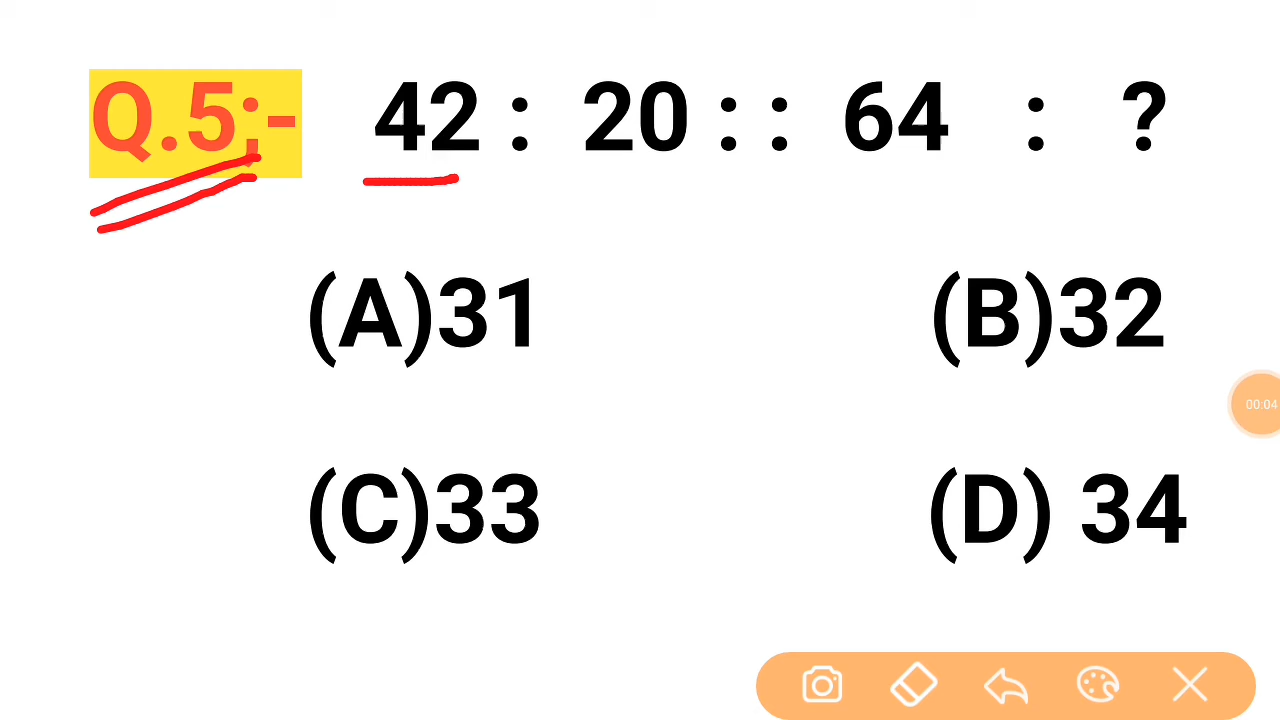 Q.5:- 42 : 20 : : 64 : ?
(A)31 (B)32
00:04
(C)33 (D) 34